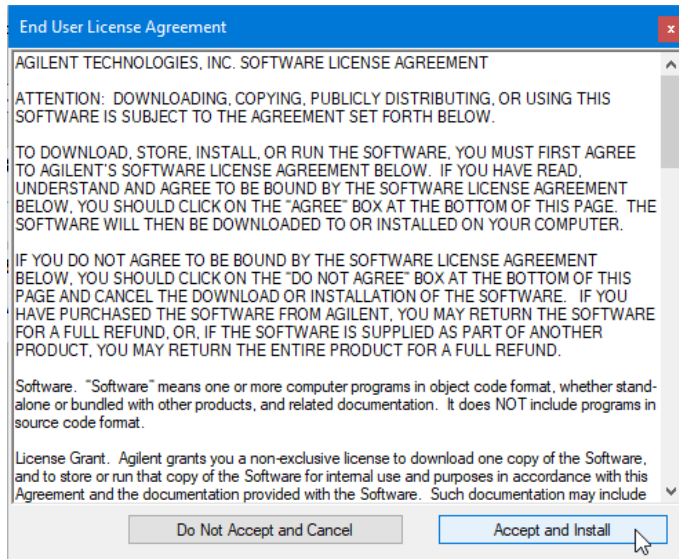 End User License Agreement
AGILENT TECHNOLOGIES, INC. SOFTWARE LICENSE AGREEMENT
ATTENTION:  DOWNLOADING, COPYING, PUBLICLY DISTRIBUTING, OR USING THIS
SOFTWARE IS SUBJECT TO THE AGREEMENT SET FORTH BELOW.
TO DOWNLOAD, STORE, INSTALL, OR RUN THE SOFTWARE, YOU MUST FIRST AGREE
TO AGILENT'S SOFTWARE LICENSE AGREEMENT BELOW.  IF YOU HAVE READ,
UNDERSTAND AND AGREE TO BE BOUND BY THE SOFTWARE LICENSE AGREEMENT
BELOW, YOU SHOULD CLICK ON THE "AGREE" BOX AT THE BOTTOM OF THIS PAGE.  THE
SOFTWARE WILL THEN BE DOWNLOADED TO OR INSTALLED ON YOUR COMPUTER.
IF YOU DO NOT AGREE TO BE BOUND BY THE SOFTWARE LICENSE AGREEMENT
BELOW, YOU SHOULD CLICK ON THE "DO NOT AGREE" BOX AT THE BOTTOM OF THIS
PAGE AND CANCEL THE DOWNLOAD OR INSTALLATION OF THE SOFTWARE.   IF YOU
HAVE PURCHASED THE SOFTWARE FROM AGILENT, YOU MAY RETURN THE SOFTWARE
FOR A FULL REFUND, OR, IF THE SOFTWARE IS SUPPLIED AS PART OF ANOTHER
PRODUCT, YOU MAY RETURN THE ENTIRE PRODUCT FOR A FULL REFUND.
Software.  "Software" means one or more computer programs in object code format, whether stand-
alone or bundled with other products, and related documentation.  It does NOT include programs in
source code format.
License Grant.  Agilent grants you a non-exclusive license to download one copy of the Software,
and to store or run that copy of the Software for internal use and purposes in accordance with this
Agreement and the documentation provided with the Software.  Such documentation may include
Do Not Accept and Cancel
Accept and Install